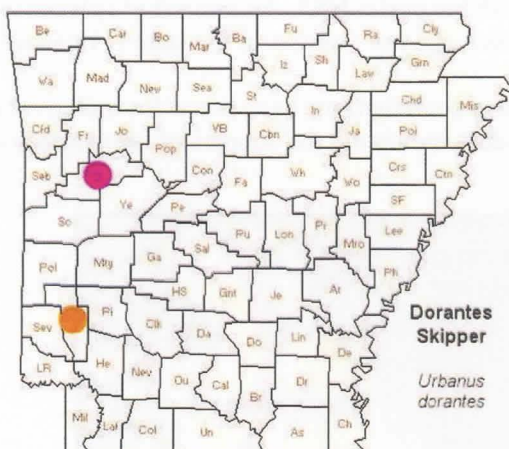 Be Car Bo Mar Ba Fu Ra Cly
Iz Sh Law Grn
Wa Mad New Sea St
In Chd Mis
Cfd Fr Jo Pop VB Cbn Ja Poi
Seb Con Fa Wh Wo Crs Ctn
SF
Sc Ye Pe Pu Lon Pr Mro Lee
Pol Mty Ga Sal Ph
HS Grt Je Ar
Sev Pi Clk Da Do Lin De
LR He Nev Ou Cal Dr
Br
Mil Laf Col Un As Ch
Dorantes
Skipper
Urbanus
dorantes